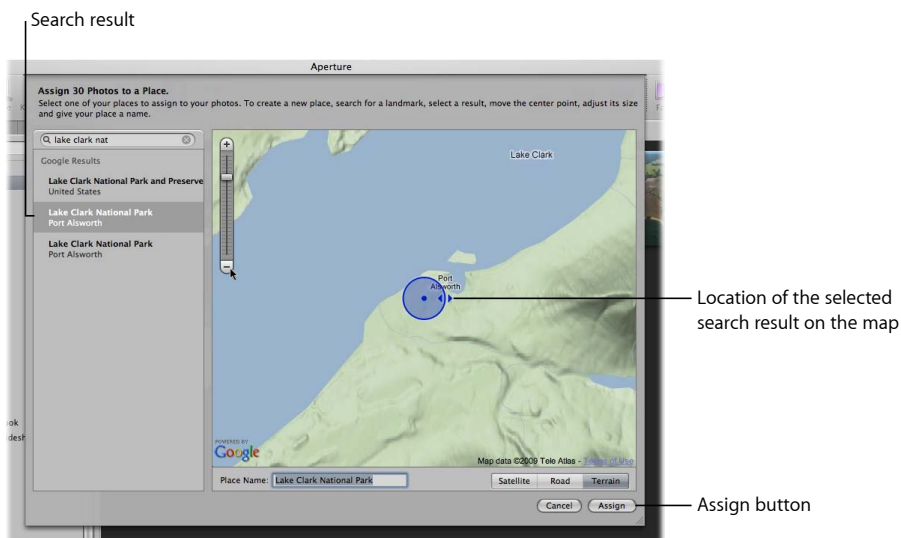 Search result
Aperture
Assign 30 Photos to a Place.
Select one of your places to assign to your photos. To create a new place, search for a landmark, select a result, move the center point, adjust its size
and give your place a name.
lake clark nat
Google Results
Lake Clark National Park and Preserve
United States
Lake Clark National Park
Port Alsworth
Lake Clark National Park
Port Alsworth
Lake Clark
Port
Alsworth
Location of the selected
search result on the map
POWERED BY
Google
Map data ©2009 Tele Atlas - Terms of Use
Place Name: Lake Clark National Park
Satellite Road Terrain
Cancel Assign
Assign button